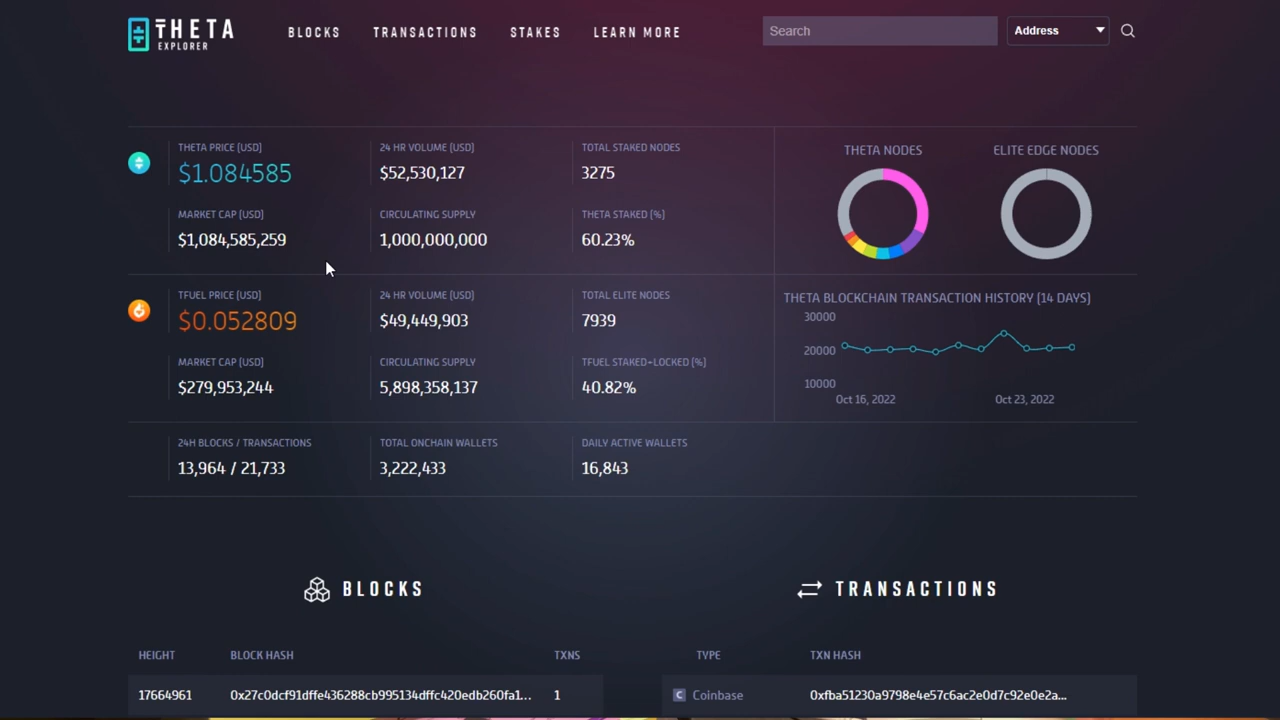 THETA
EXPLORER
BLOCKS
TRANSACTIONS
STAKES
LEARN MORE
Search
Address
THETA PRICE (USD)
$1.084585
24 HR VOLUME (USD)
$52,530,127
TOTAL STAKED NODES
3275
MARKET CAP (USD)
$1,084,585,259
CIRCULATING SUPPLY
1,000,000,000
THETA STAKED (%)
60.23%
THETA NODES
ELITE EDGE NODES
TFUEL PRICE (USD)
$0.052809
24 HR VOLUME (USD)
$49,449,903
TOTAL ELITE NODES
7939
MARKET CAP (USD)
$279,953,244
CIRCULATING SUPPLY
5,898,358,137
TFUEL STAKED+LOCKED (%)
40.82%
THETA BLOCKCHAIN TRANSACTION HISTORY (14 DAYS)
30000
20000
10000
Oct 16, 2022
Oct 23, 2022
24H BLOCKS / TRANSACTIONS
13,964 / 21,733
TOTAL ONCHAIN WALLETS
3,222,433
DAILY ACTIVE WALLETS
16,843
BLOCKS
HEIGHT
BLOCK HASH
TXNS
17664961
0x27c0dcf91dffe436288cb995134dffc420edb260fa1...
1
TRANSACTIONS
TYPE
TXN HASH
C Coinbase
0xfba51230a9798e4e57c6ac2e0d7c92e0e2a...